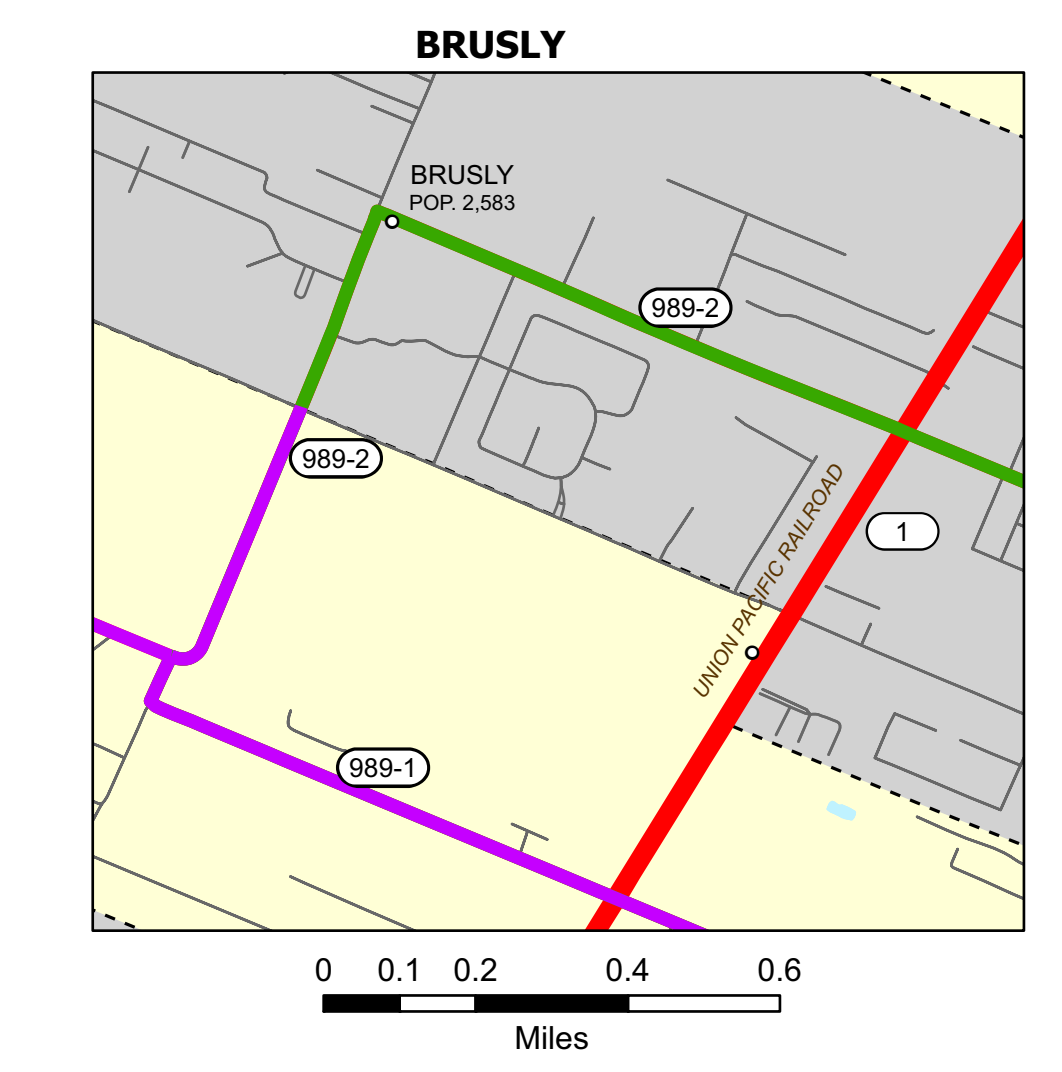 BRUSLY
BRUSLY
POP. 2,583
989-2
989-2
UNION PACIFIC RAILROAD
1
989-1
0 0.1 0.2 0.4 0.6
Miles